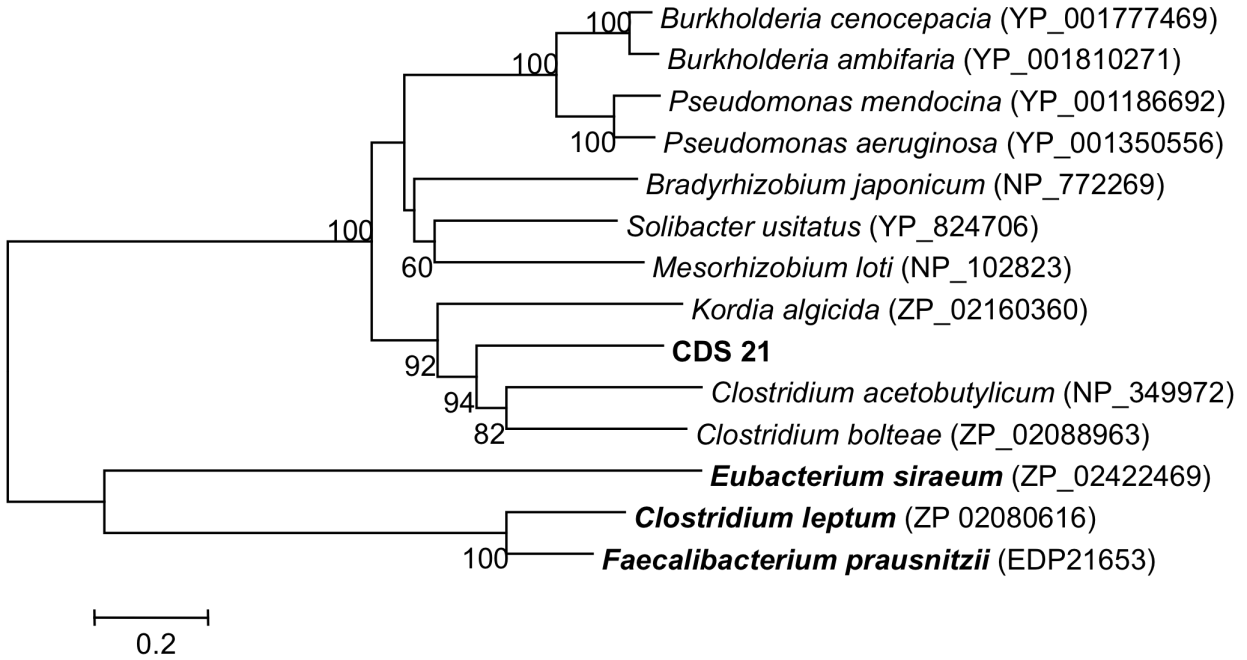 100 Burkholderia cenocepacia (YP_001777469)
100 Burkholderia ambifaria (YP_001810271)
Pseudomonas mendocina (YP_001186692)
100 Pseudomonas aeruginosa (YP_001350556)
Bradyrhizobium japonicum (NP_772269)
100 Solibacter usitatus (YP_824706)
60 Mesorhizobium loti (NP_102823)
Kordia algicida (ZP_02160360)
92 CDS 21
94 Clostridium acetobutylicum (NP_349972)
82 Clostridium bolteae (ZP_02088963)
Eubacterium siraeum (ZP_02422469)
Clostridium leptum (ZP 02080616)
100 Faecalibacterium prausnitzii (EDP21653)
0.2